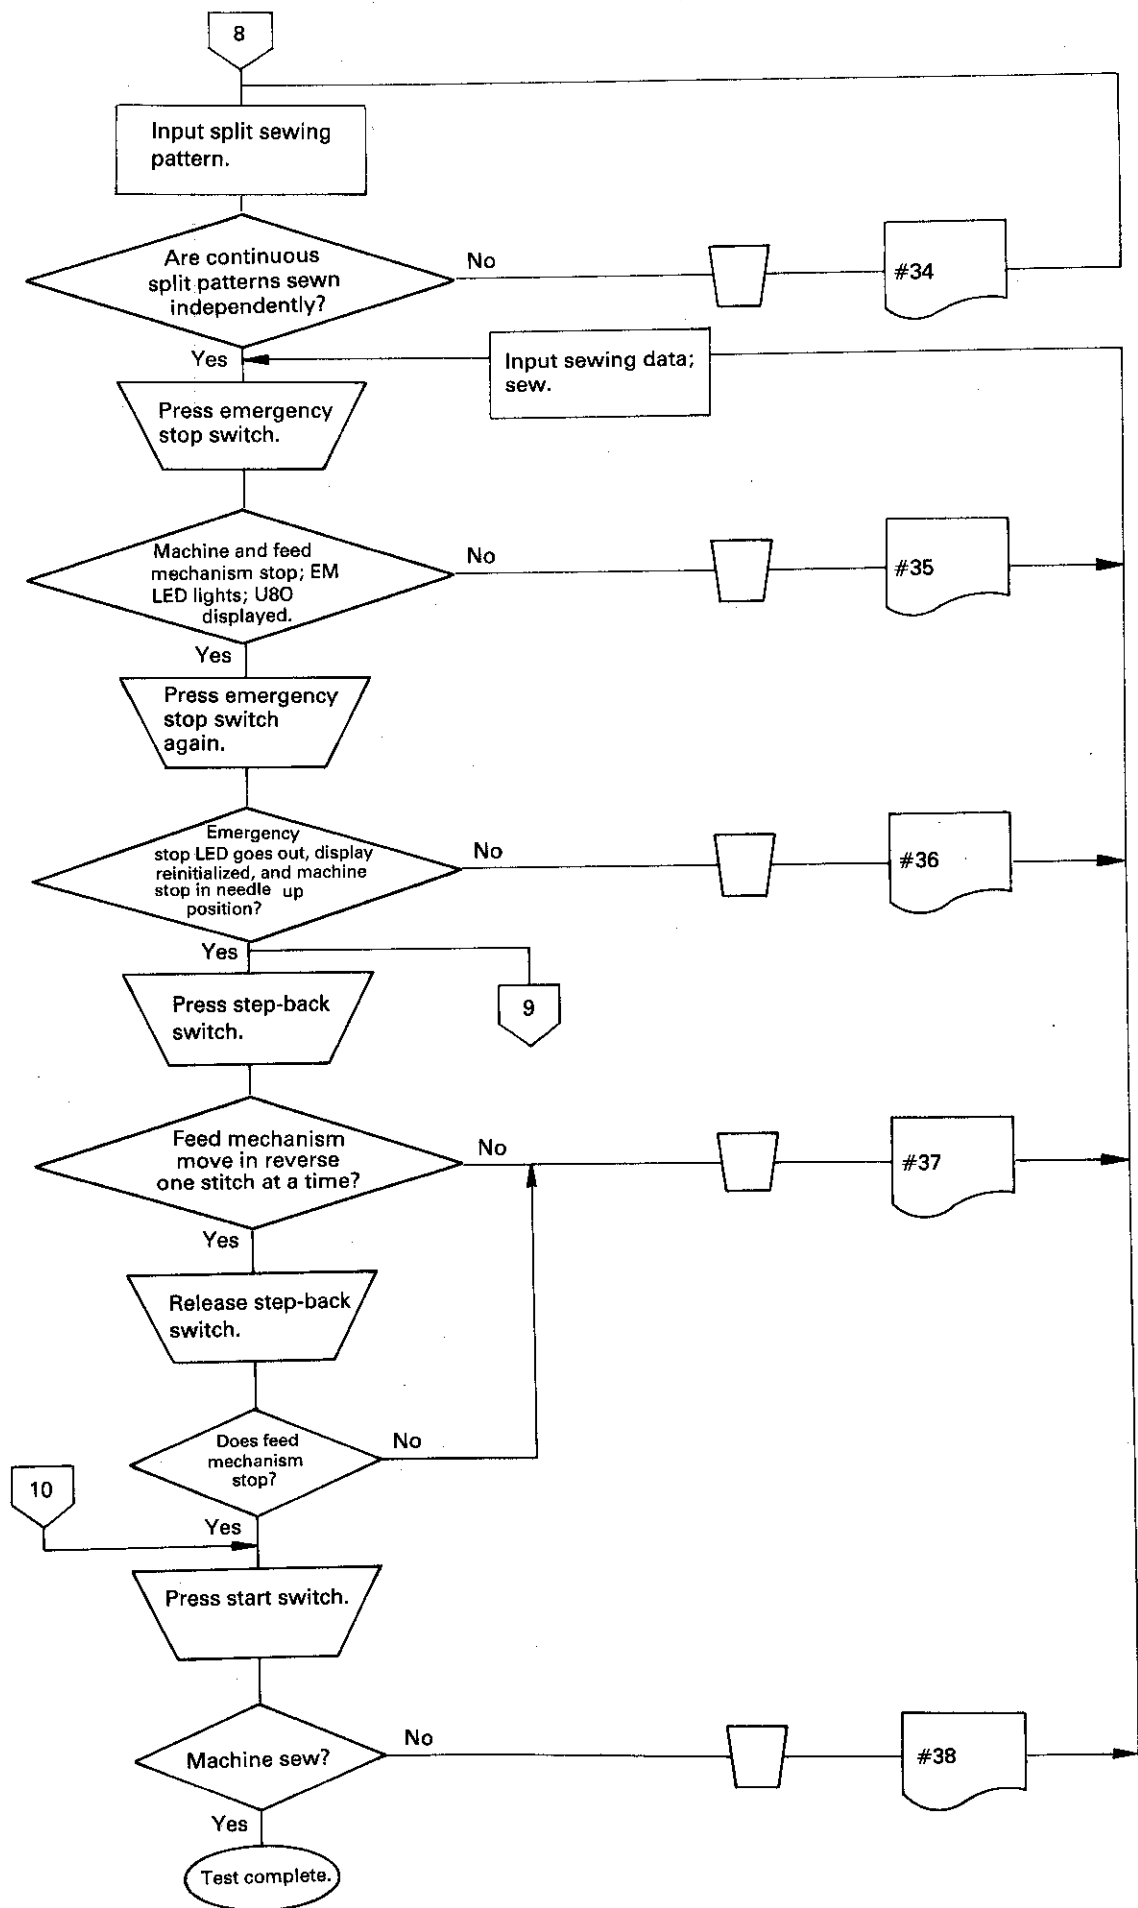 8
Input split sewing
pattern.
Are continuous
split patterns sewn
independently?
No
#34
Yes
Input sewing data;
sew.
Press emergency
stop switch.
Machine and feed
mechanism stop; EM
LED lights; U80
displayed.
No
#35
Yes
Press emergency
stop switch
again.
Emergency
stop LED goes out, display
reinitialized, and machine
stop in needle up
position?
No
#36
Yes
Press step-back
switch.
9
Feed mechanism
move in reverse
one stitch at a time?
No
#37
Yes
Release step-back
switch.
Does feed
mechanism
stop?
No
10
Yes
Press start switch.
Machine sew?
No
#38
Yes
Test complete.